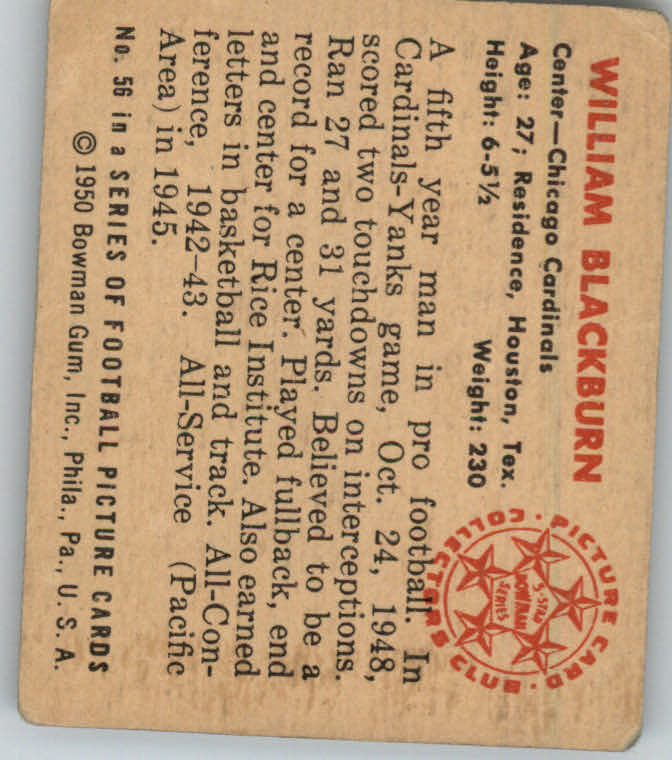 WILLIAM BLACKBURN
Center—Chicago Cardinals
Age: 27; Residence, Houston, Tex.
Height: 6-5½ Weight: 230
A fifth year man in pro football. In
Cardinals-Yanks game, Oct. 24, 1948,
scored two touchdowns on interceptions.
Ran 27 and 31 yards. Believed to be a
record for a center. Played fullback, end
and center for Rice Institute. Also earned
letters in basketball and track. All-Con-
ference, 1942-43. All-Service (Pacific
Area) in 1945.
No. 56 in a SERIES OF FOOTBALL PICTURE CARDS
© 1950 Bowman Gum, Inc., Phila., Pa., U. S. A.
PICTURE CARD COLLECTORS CLUB
5-STAR
BOWMAN
SERIES